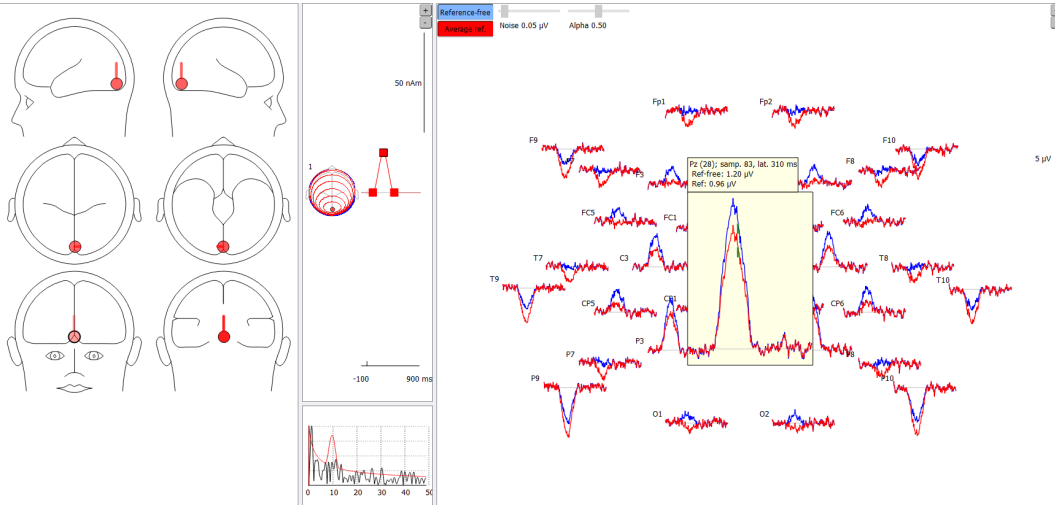 +
-
50 nAm
1
-100 900 ms
0 10 20 30 40 50
Reference-free
Average ref.
Noise 0.05 µV Alpha 0.50
5 µV
Fp1 Fp2
F9 F10
F3 F8
Pz (28); samp. 83, lat. 310 ms
Ref-free: 1.20 µV
Ref: 0.96 µV
FC5 FC1 FC6
T7 C3 T8
T9 T10
CP5 CP1 CP6
P3
P7 P8
P9 P10
O1 O2